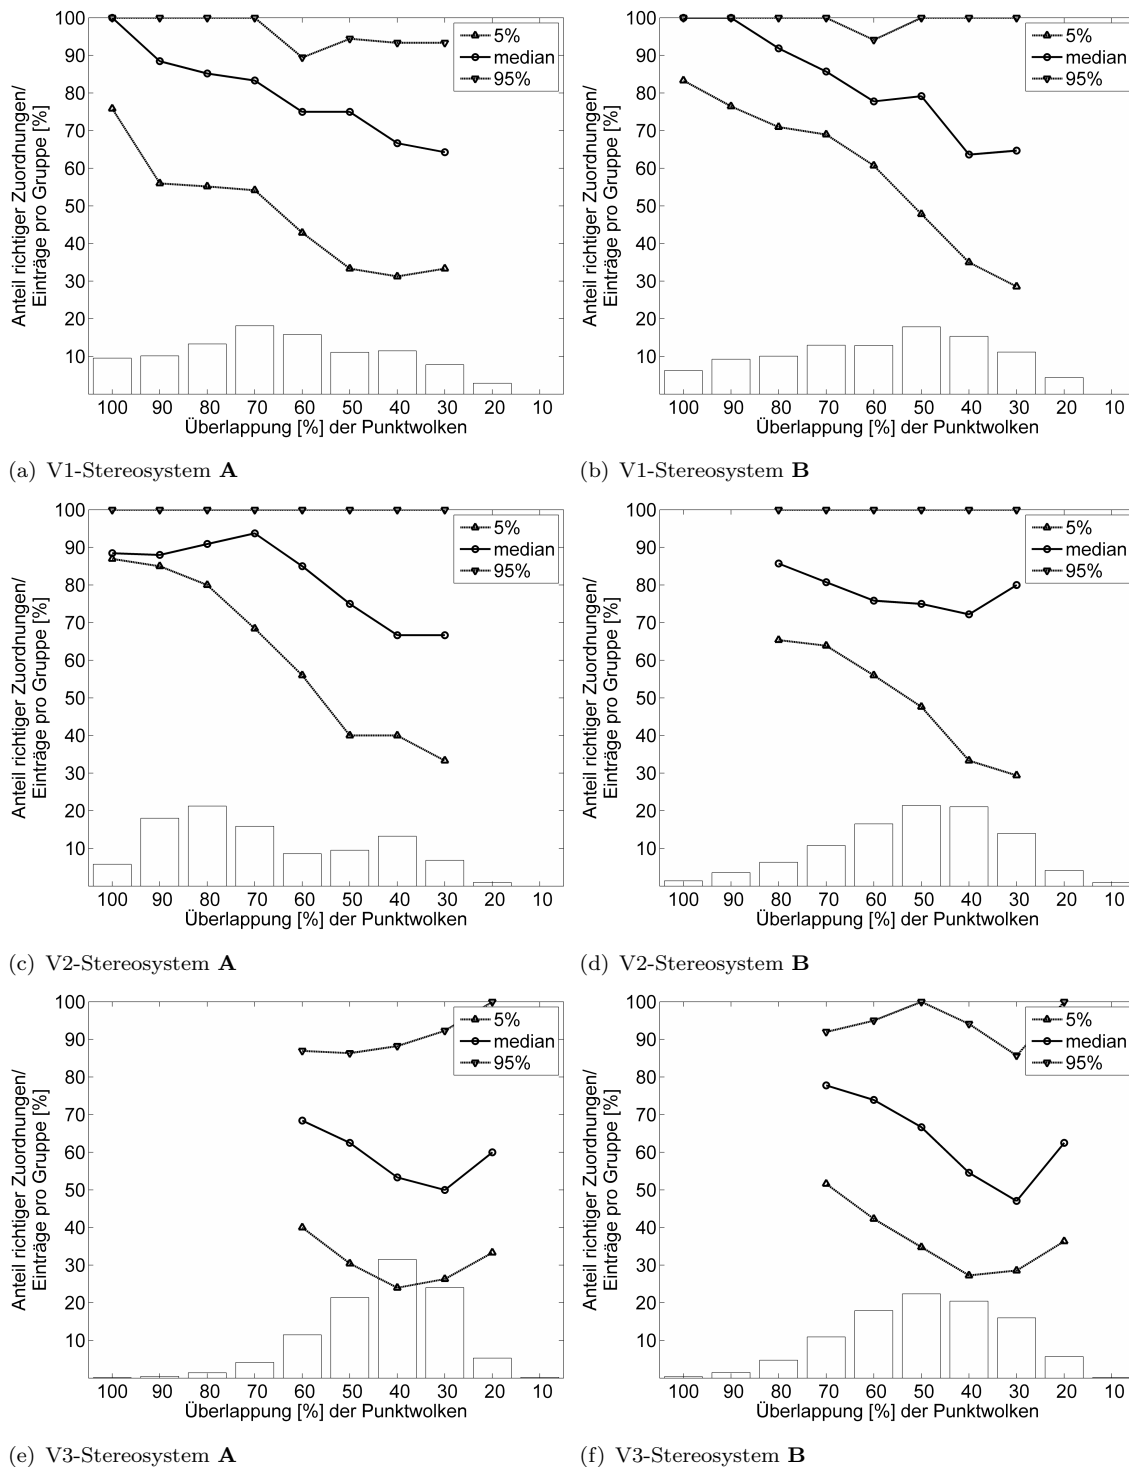 Anteil richtiger Zuordnungen/
Einträge pro Gruppe [%]
100
90
80
70
60
50
40
30
20
10
5%
median
95%
100 90 80 70 60 50 40 30 20 10
Überlappung [%] der Punktwolken
(a) V1-Stereosystem A
Anteil richtiger Zuordnungen/
Einträge pro Gruppe [%]
100
90
80
70
60
50
40
30
20
10
5%
median
95%
100 90 80 70 60 50 40 30 20 10
Überlappung [%] der Punktwolken
(b) V1-Stereosystem B
Anteil richtiger Zuordnungen/
Einträge pro Gruppe [%]
100
90
80
70
60
50
40
30
20
10
5%
median
95%
100 90 80 70 60 50 40 30 20 10
Überlappung [%] der Punktwolken
(c) V2-Stereosystem A
Anteil richtiger Zuordnungen/
Einträge pro Gruppe [%]
100
90
80
70
60
50
40
30
20
10
5%
median
95%
100 90 80 70 60 50 40 30 20 10
Überlappung [%] der Punktwolken
(d) V2-Stereosystem B
Anteil richtiger Zuordnungen/
Einträge pro Gruppe [%]
100
90
80
70
60
50
40
30
20
10
5%
median
95%
100 90 80 70 60 50 40 30 20 10
Überlappung [%] der Punktwolken
(e) V3-Stereosystem A
Anteil richtiger Zuordnungen/
Einträge pro Gruppe [%]
100
90
80
70
60
50
40
30
20
10
5%
median
95%
100 90 80 70 60 50 40 30 20 10
Überlappung [%] der Punktwolken
(f) V3-Stereosystem B